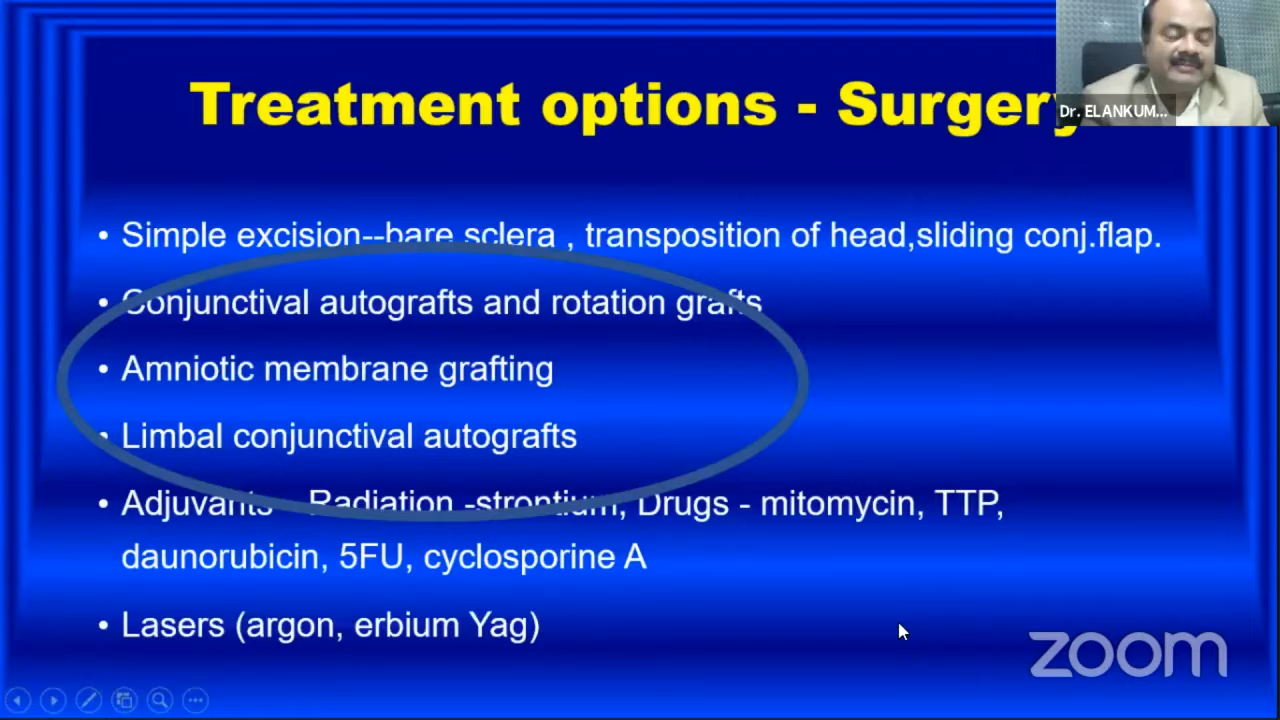 Treatment options - Surgery
Dr. ELANKUM...
• Simple excision--bare sclera , transposition of head,sliding conj.flap.
• Conjunctival autografts and rotation grafts
• Amniotic membrane grafting
• Limbal conjunctival autografts
• Adjuvants - Radiation -strontium, Drugs - mitomycin, TTP,
daunorubicin, 5FU, cyclosporine A
• Lasers (argon, erbium Yag)
zoom